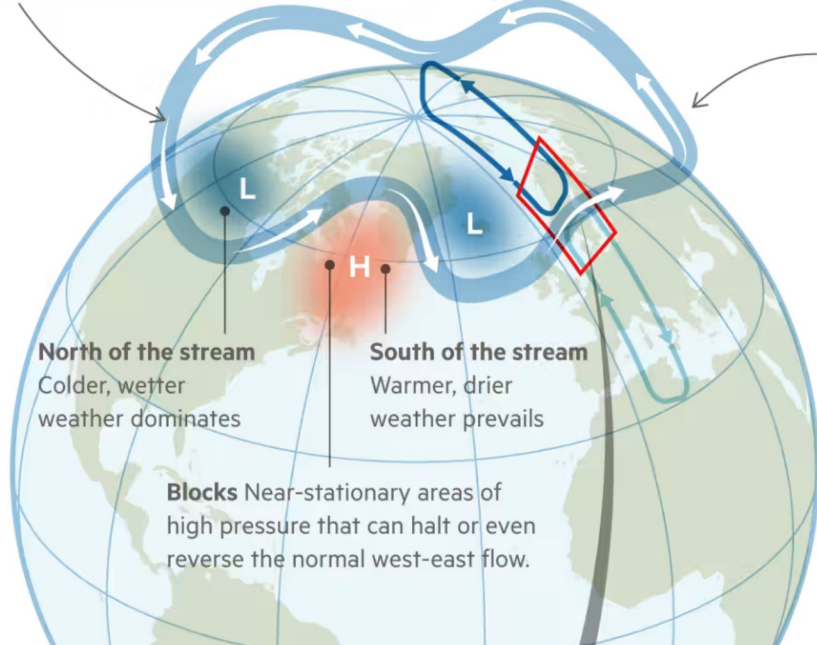 L
L
H
North of the stream
Colder, wetter
weather dominates
South of the stream
Warmer, drier
weather prevails
Blocks Near-stationary areas of
high pressure that can halt or even
reverse the normal west-east flow.